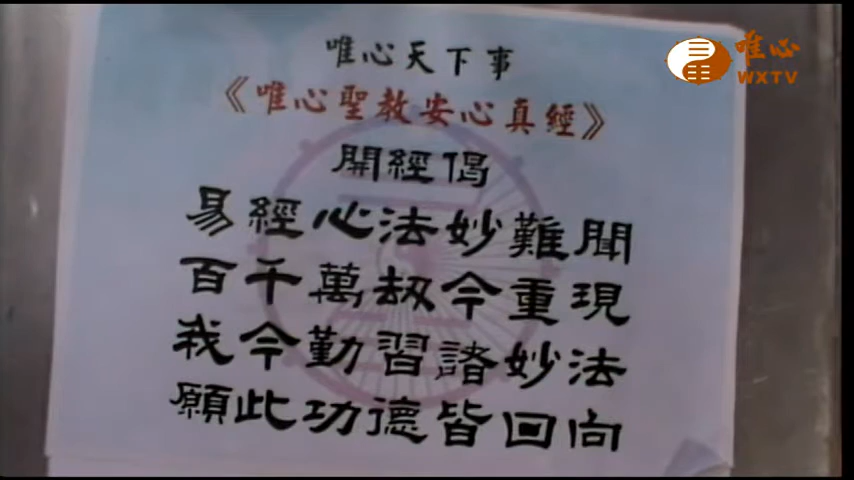 唯心天下事
《唯心聖教安心真經》
開經偈
易經心法妙難聞
百千萬劫今重現
我今勤習諸妙法
願此功德皆回向
唯心
WXTV